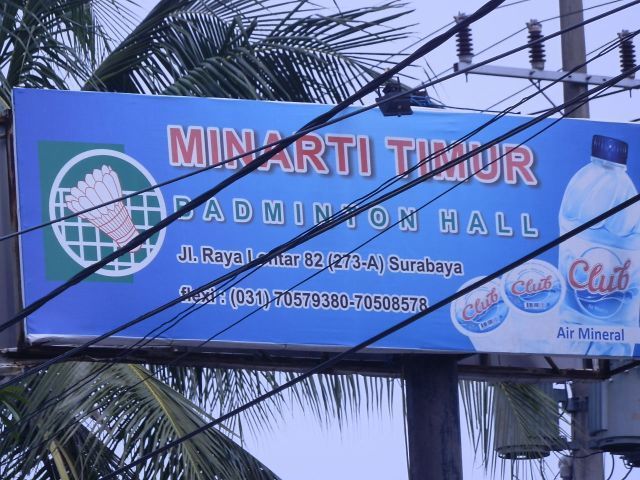 MINARTI TIMUR
BADMINTON HALL
Jl. Raya Lontar 82 (273-A) Surabaya
flexi : (031) 70579380-70508578
Club
Club
Club
Air Mineral